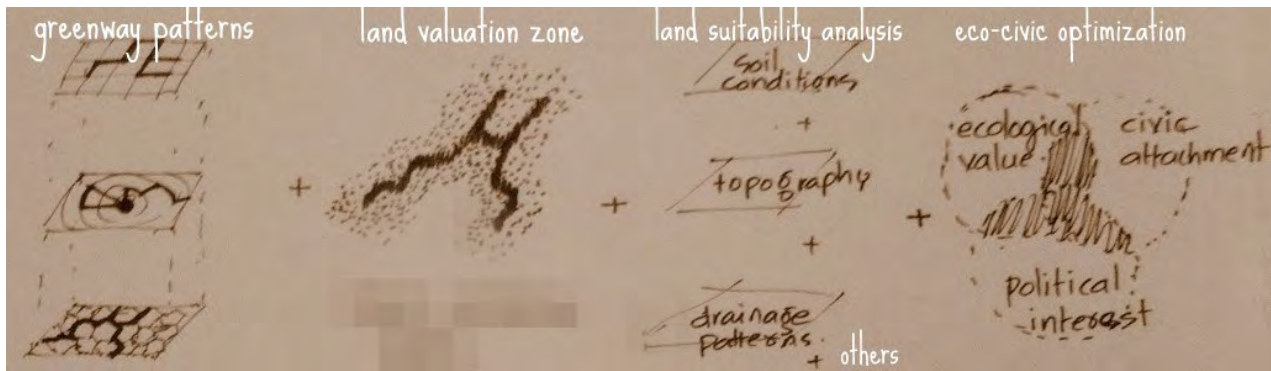 greenway patterns
land valuation zone
land suitability analysis
eco-civic optimization
+
+
+
soil
conditions
+
topography
+
drainage
patterns
+ others
ecological
value
civic
attachment
political
interest